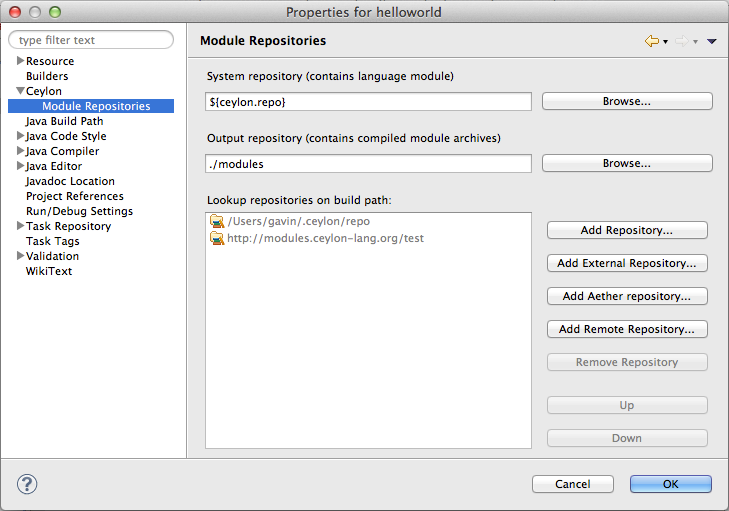 Properties for helloworld
type filter text
Resource
Builders
Ceylon
Module Repositories
Java Build Path
Java Code Style
Java Compiler
Java Editor
Javadoc Location
Project References
Run/Debug Settings
Task Repository
Task Tags
Validation
WikiText
Module Repositories
System repository (contains language module)
${ceylon.repo}
Browse...
Output repository (contains compiled module archives)
./modules
Browse...
Lookup repositories on build path:
/Users/gavin/.ceylon/repo
http://modules.ceylon-lang.org/test
Add Repository...
Add External Repository...
Add Aether repository...
Add Remote Repository...
Remove Repository
Up
Down
?
Cancel
OK